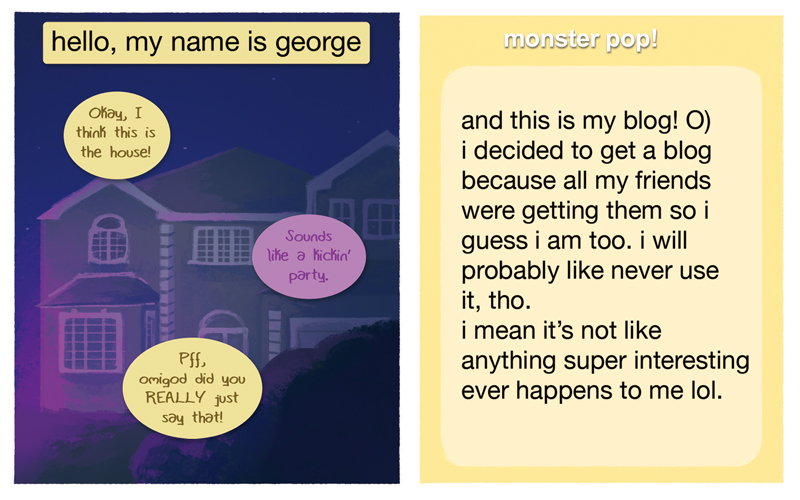 hello, my name is george
Okay, I
think this is
the house!
Sounds
like a kickin'
party.
Pff,
omigod did you
REALLY just
say that!
monster pop!
and this is my blog! O)
i decided to get a blog
because all my friends
were getting them so i
guess i am too. i will
probably like never use
it, tho.
i mean it’s not like
anything super interesting
ever happens to me lol.